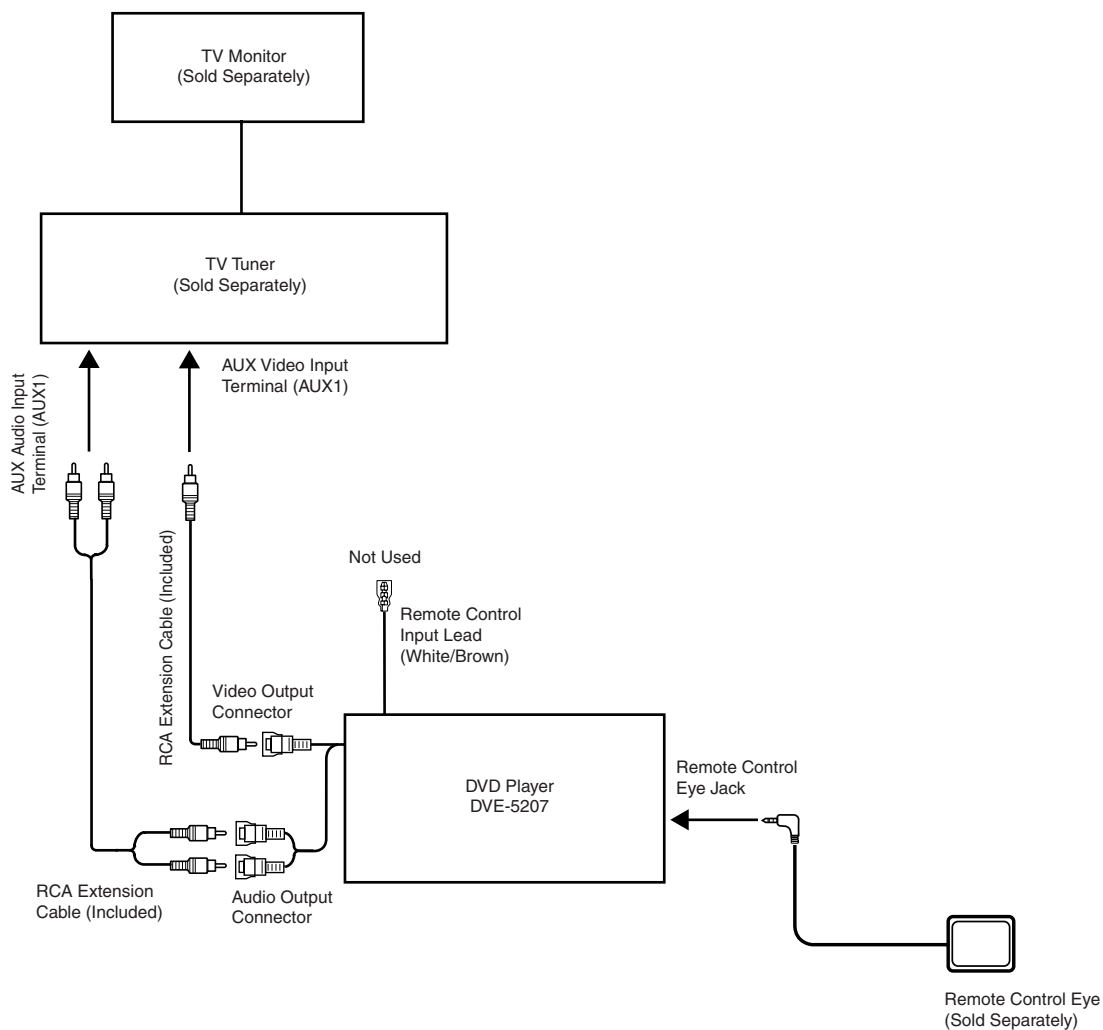 TV Monitor
(Sold Separately)
TV Tuner
(Sold Separately)
AUX Audio Input
Terminal (AUX1)
AUX Video Input
Terminal (AUX1)
RCA Extension Cable (Included)
Not Used
Remote Control
Input Lead
(White/Brown)
Video Output
Connector
DVD Player
DVE-5207
Remote Control
Eye Jack
RCA Extension
Cable (Included)
Audio Output
Connector
Remote Control Eye
(Sold Separately)